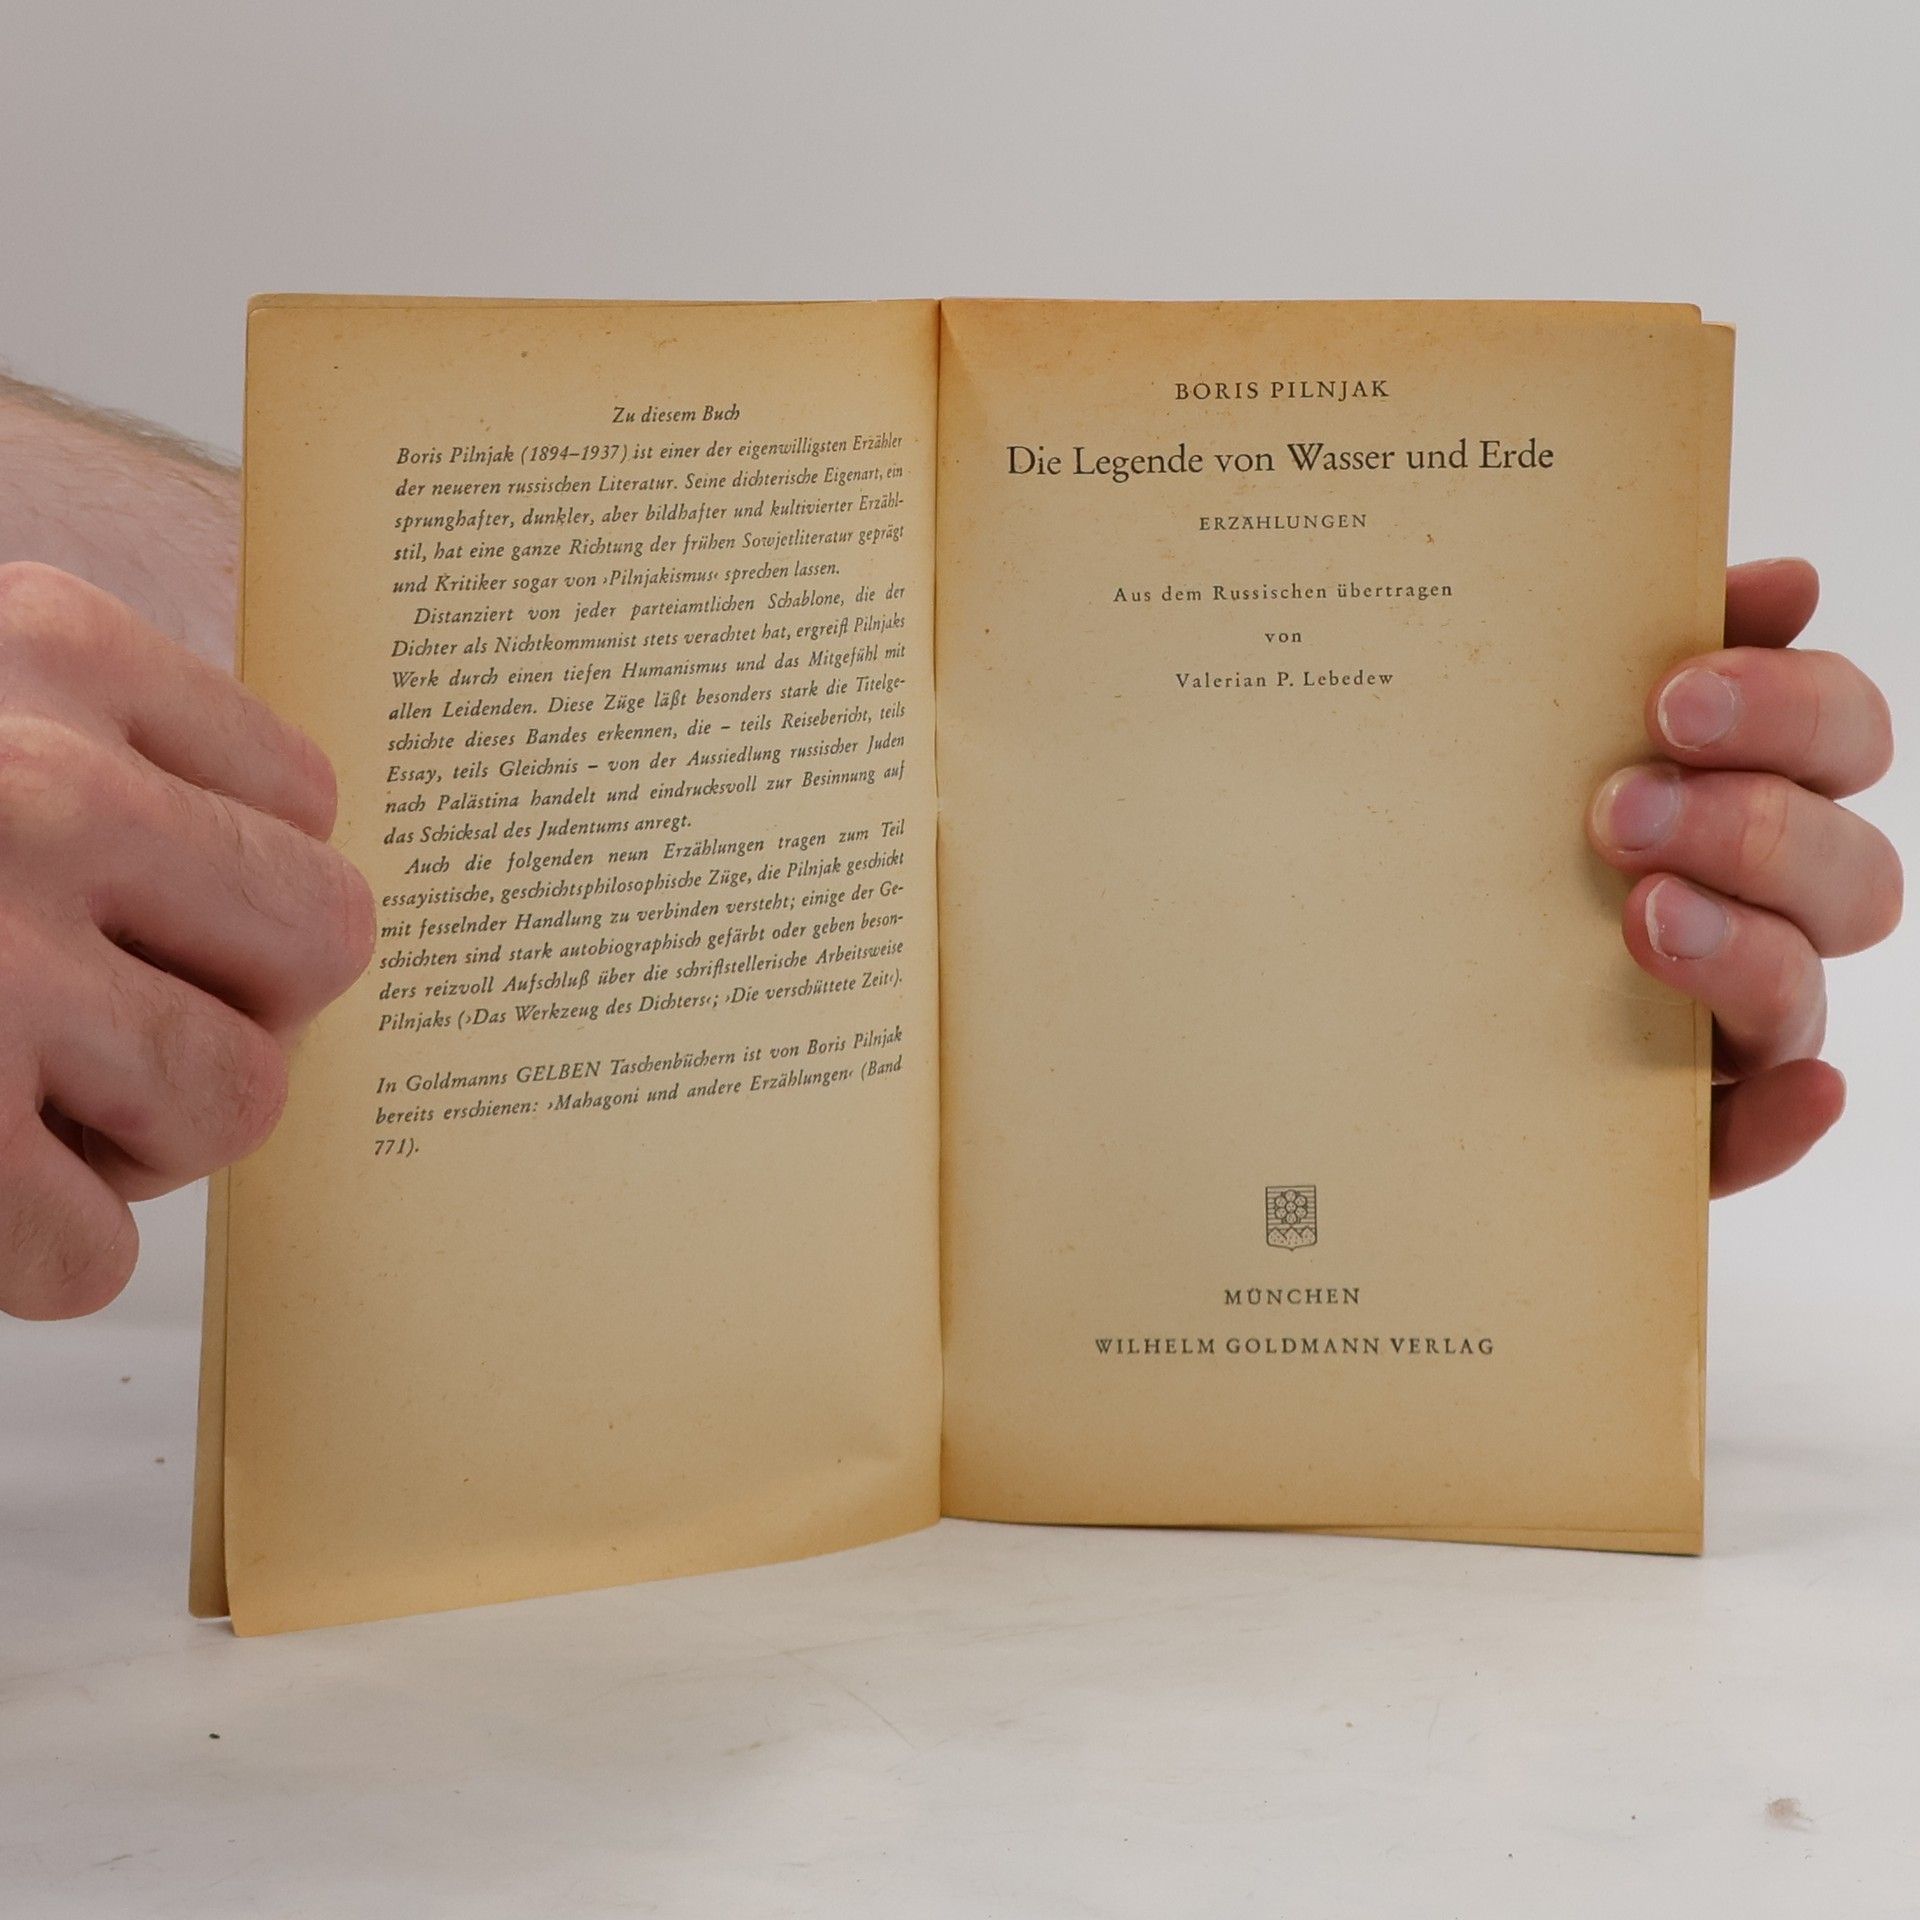 Zu diesem Buch
Boris Pilnjak (1894–1937) ist einer der eigenwilligsten Erzähler
der neueren russischen Literatur. Seine dichterische Eigenart, ein
sprunghafter, dunkler, aber bildhafter und kultivierter Erzähl-
stil, hat eine ganze Richtung der frühen Sowjetliteratur geprägt
und Kritiker sogar von ›Pilnjakismus‹ sprechen lassen.
Distanziert von jeder parteiamtlichen Schablone, die der
Dichter als Nichtkommunist stets verachtet hat, ergreift Pilnjaks
Werk durch einen tiefen Humanismus und das Mitgefühl mit
allen Leidenden. Diese Züge läßt besonders stark die Titelge-
schichte dieses Bandes erkennen, die – teils Reisebericht, teils
Essay, teils Gleichnis – von der Aussiedlung russischer Juden
nach Palästina handelt und eindrucksvoll zur Besinnung auf
das Schicksal des Judentums anregt.
Auch die folgenden neun Erzählungen tragen zum Teil
essayistische, geschichtsphilosophische Züge, die Pilnjak geschickt
mit fesselnder Handlung zu verbinden versteht; einige der Ge-
schichten sind stark autobiographisch gefärbt oder geben beson-
ders reizvoll Aufschluß über die schriftstellerische Arbeitsweise
Pilnjaks (›Das Werkzeug des Dichters‹; ›Die verschüttete Zeit‹).
In Goldmanns GELBEN Taschenbüchern ist von Boris Pilnjak
bereits erschienen: ›Mahagoni und andere Erzählungen‹ (Band
771).
BORIS PILNJAK
Die Legende von Wasser und Erde
ERZÄHLUNGEN
Aus dem Russischen übertragen
von
Valerian P. Lebedew
MÜNCHEN
WILHELM GOLDMANN VERLAG